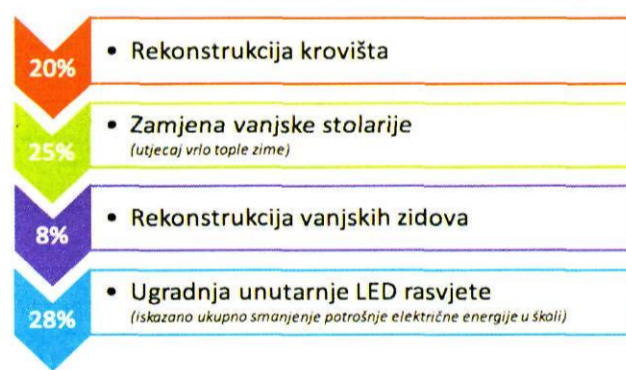 20%
• Rekonstrukcija krovišta
25%
• Zamjena vanjske stolarije
(utjecaj vrlo tople zime)
8%
• Rekonstrukcija vanjskih zidova
28%
• Ugradnja unutarnje LED rasvjete
(iskazano ukupno smanjenje potrošnje električne energije u školi)